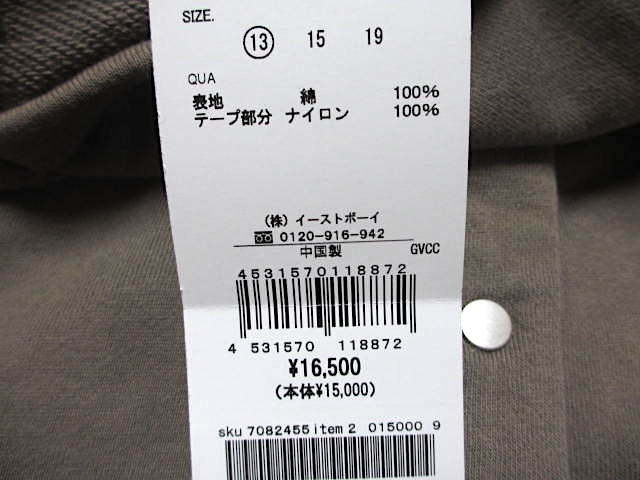 SIZE.
13 15 19
QUA
表地 綿 100%
テープ部分 ナイロン 100%
(株)イーストボーイ
0120-916-942
中国製 GVCC
4531570118872
4 531570 118872
¥16,500
(本体¥15,000)
sku 7082455 item 2 015000 9